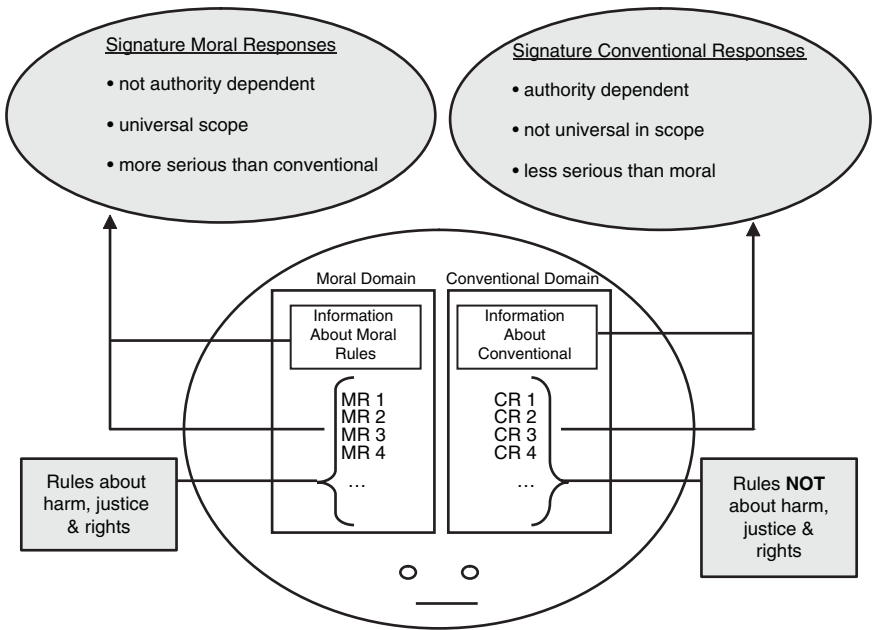 Signature Moral Responses
• not authority dependent
• universal scope
• more serious than conventional
Signature Conventional Responses
• authority dependent
• not universal in scope
• less serious than moral
Moral Domain
Conventional Domain
Information
About Moral
Rules
Information
About
Conventional
MR 1
MR 2
MR 3
MR 4
...
CR 1
CR 2
CR 3
CR 4
...
Rules about
harm, justice
& rights
Rules NOT
about harm,
justice &
rights